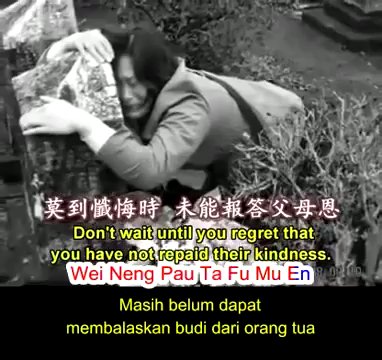 莫到懺悔時 未能報答父母恩
Don't wait until you regret that
you have not repaid their kindness.
Wei Neng Pau Ta Fu Mu En
Masih belum dapat
membalaskan budi dari orang tua